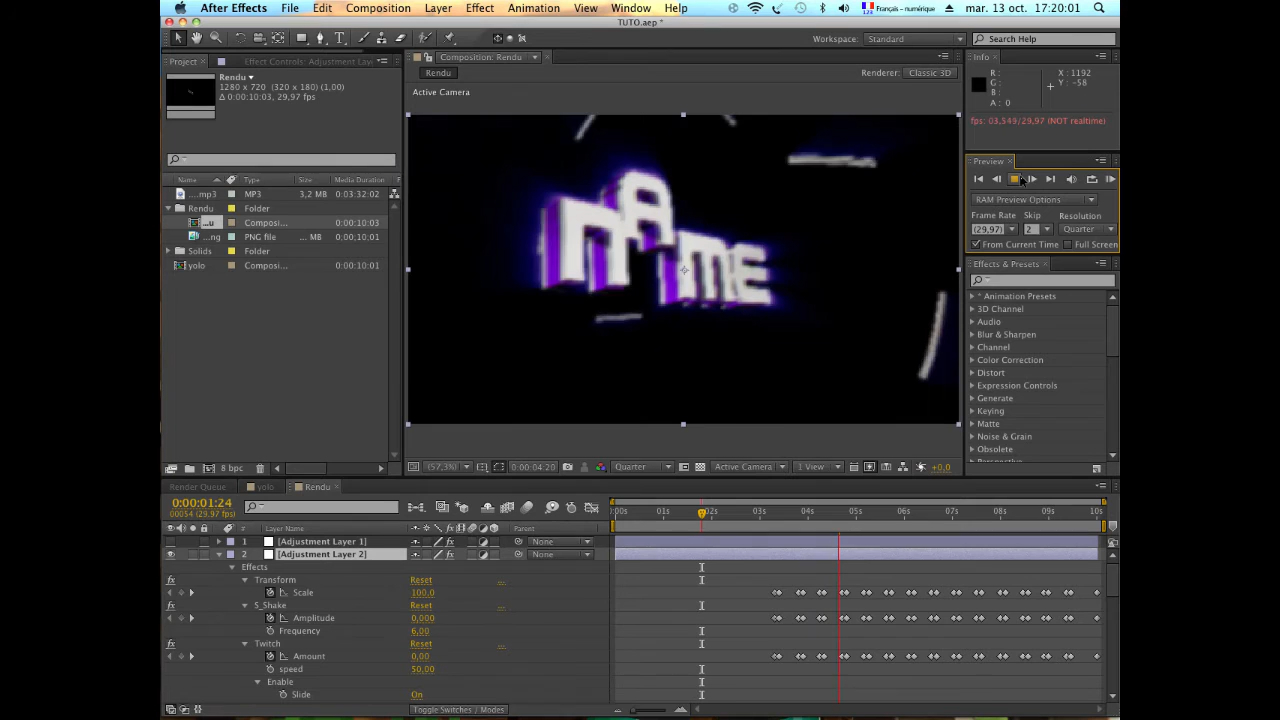 After Effects File Edit Composition Layer Effect Animation View Window Help Français - numérique mar. 13 oct. 17:20:01
TUTO.aep *
Workspace: Standard Search Help
Project × Effect Controls: Adjustment Lay
Composition: Rendu
Info
Rendu▼
1280 x 720 (320 x 180) (1,00)
Δ 0:00:10:03, 29,97 fps
Rendu
Renderer: Classic 3D
Active Camera
R :
G :
B :
A : 0
X : 1192
Y : -58
fps: 03,549/29,97 (NOT realtime)
NAME
Preview ×
RAM Preview Options
Frame Rate Skip Resolution
(29,97) 2 Quarter
From Current Time Full Screen
Name Type Size Media Duration
....mp3 MP3 3,2 MB 0:03:32:02
Rendu Folder
...u Composi... 0:00:10:03
...ng PNG file ... MB 0:00:10:01
Solids Folder
yolo Composi... 0:00:10:01
Effects & Presets ×
* Animation Presets
3D Channel
Audio
Blur & Sharpen
Channel
Color Correction
Distort
Expression Controls
Generate
Keying
Matte
Noise & Grain
Obsolete
8 bpc
(57,3%) 0:00:04:20 Quarter Active Camera 1 View +0,0
Render Queue yolo Rendu ×
0:00:01:24
00054 (29,97 fps)
:00s 01s 02s 03s 04s 05s 06s 07s 08s 09s 10s
# Layer Name Parent
1 [Adjustment Layer 1] None
2 [Adjustment Layer 2] None
Effects
Transform Reset ...
Scale 100,0
S_Shake Reset ...
Amplitude 0,000
Frequency 6,00
Twitch Reset ...
Amount 0,00
speed 50,00
Enable
Slide On
Toggle Switches / Modes